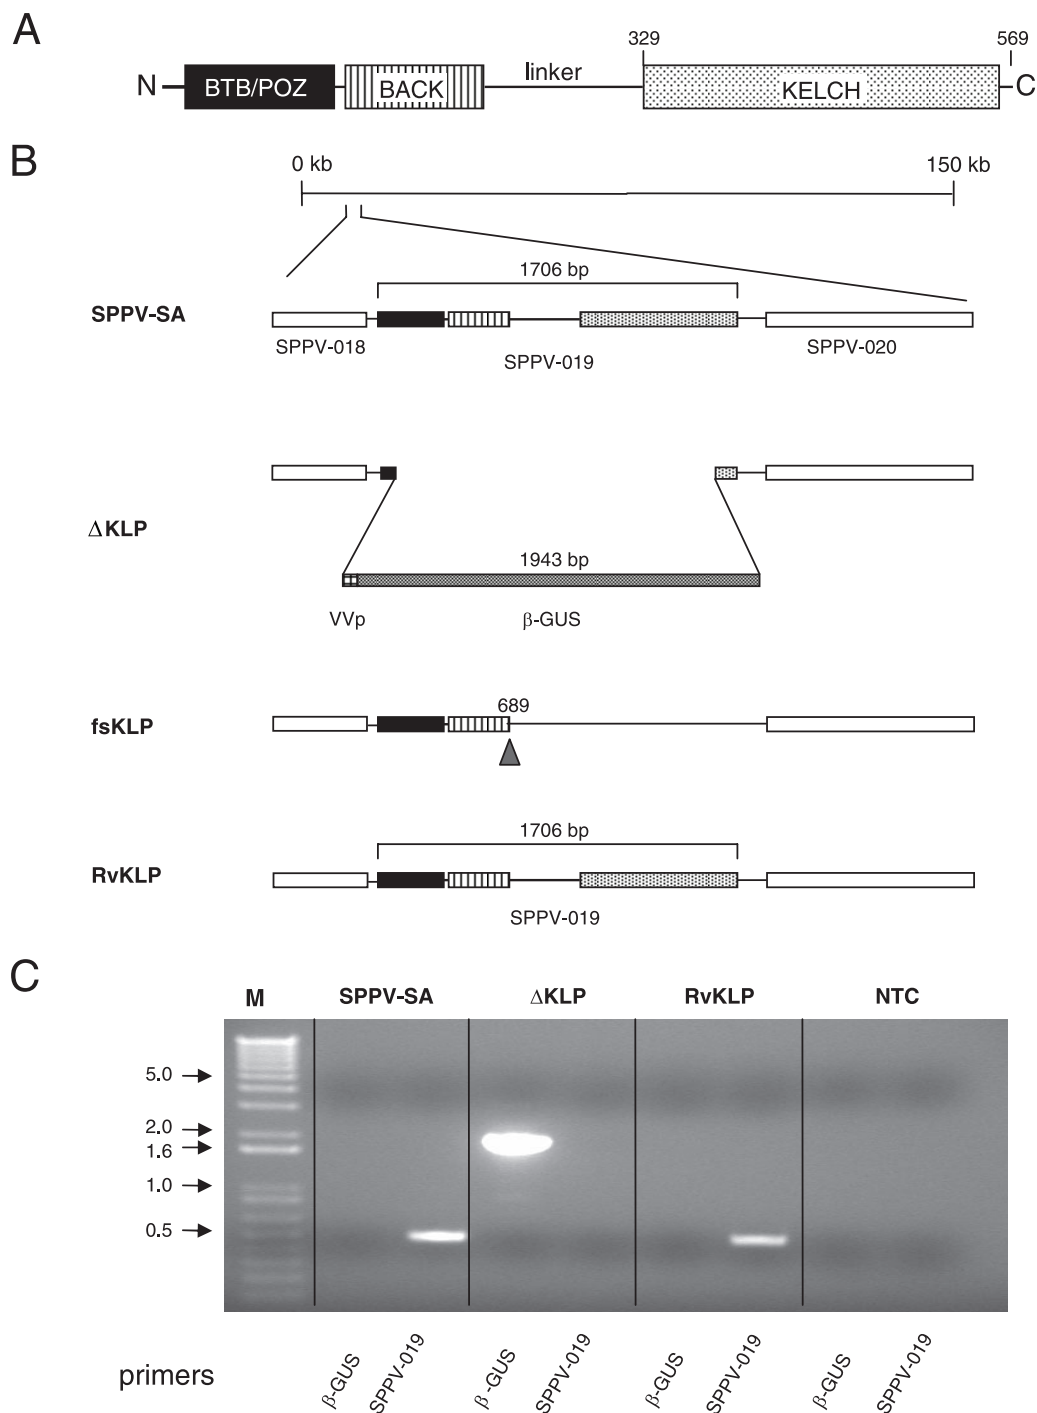 A
329
569
N
BTB/POZ
BACK
linker
KELCH
C
B
0 kb
150 kb
1706 bp
SPPV-SA
SPPV-018
SPPV-019
SPPV-020
ΔKLP
1943 bp
VVp
β-GUS
689
fsKLP
1706 bp
RvKLP
SPPV-019
C
M
SPPV-SA
ΔKLP
RvKLP
NTC
5.0
2.0
1.6
1.0
0.5
primers
β-GUS
SPPV-019
β-GUS
SPPV-019
β-GUS
SPPV-019
β-GUS
SPPV-019